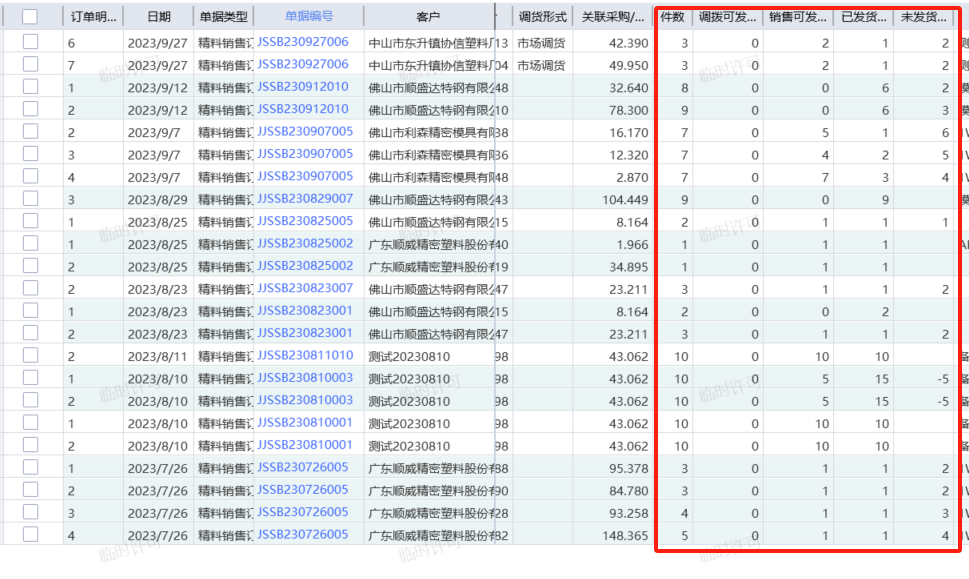 订单明... 日期 单据类型 单据编号 客户 调货形式 关联采购/... 件数 调拨可发... 销售可发... 已发货... 未发货...
6 2023/9/27 精料销售订 JSSB230927006 中山市东升镇协信塑料厂 13 市场调货 42.390 3 0 2 1 2
7 2023/9/27 精料销售订 JSSB230927006 中山市东升镇协信塑料厂 04 市场调货 49.950 3 0 2 1 2
1 2023/9/12 精料销售订 JSSB230912010 佛山市顺盛达特钢有限公 48 32.640 8 0 0 6 2
2 2023/9/12 精料销售订 JSSB230912010 佛山市顺盛达特钢有限公 10 78.300 9 0 0 6 3
2 2023/9/7 精料销售订 JJSSB230907005 佛山市利森精密模具有限 38 16.170 7 0 5 1 6
3 2023/9/7 精料销售订 JJSSB230907005 佛山市利森精密模具有限 36 12.320 7 0 4 2 5
4 2023/9/7 精料销售订 JJSSB230907005 佛山市利森精密模具有限 48 2.870 7 0 7 3 4
3 2023/8/29 精料销售订 JJSSB230829007 佛山市顺盛达特钢有限公 43 104.449 9 0 0 9
1 2023/8/25 精料销售订 JJSSB230825005 佛山市顺盛达特钢有限公 15 8.164 2 0 1 1 1
1 2023/8/25 精料销售订 JJSSB230825002 广东顺威精密塑料股份有 40 1.966 1 0 1 1
2 2023/8/25 精料销售订 JJSSB230825002 广东顺威精密塑料股份有 19 34.895 1 0 1 1
2 2023/8/23 精料销售订 JJSSB230823007 佛山市顺盛达特钢有限公 47 23.211 3 0 1 1 2
1 2023/8/23 精料销售订 JJSSB230823001 佛山市顺盛达特钢有限公 15 8.164 2 0 0 2
2 2023/8/23 精料销售订 JJSSB230823001 佛山市顺盛达特钢有限公 47 23.211 3 0 1 1 2
2 2023/8/11 精料销售订 JJSSB230811010 测试20230810 98 43.062 10 0 10 10
1 2023/8/10 精料销售订 JJSSB230810003 测试20230810 98 43.062 10 0 5 15 -5
2 2023/8/10 精料销售订 JJSSB230810003 测试20230810 98 43.062 10 0 5 15 -5
1 2023/8/10 精料销售订 JJSSB230810001 测试20230810 98 43.062 10 0 10 10
2 2023/8/10 精料销售订 JJSSB230810001 测试20230810 98 43.062 10 0 10 10
1 2023/7/26 精料销售订 JSSB230726005 广东顺威精密塑料股份有 88 95.378 3 0 1 1 2
2 2023/7/26 精料销售订 JSSB230726005 广东顺威精密塑料股份有 90 84.780 3 0 1 1 2
3 2023/7/26 精料销售订 JSSB230726005 广东顺威精密塑料股份有 28 93.258 4 0 1 1 3
4 2023/7/26 精料销售订 JSSB230726005 广东顺威精密塑料股份有 82 148.365 5 0 1 1 4
临时许可